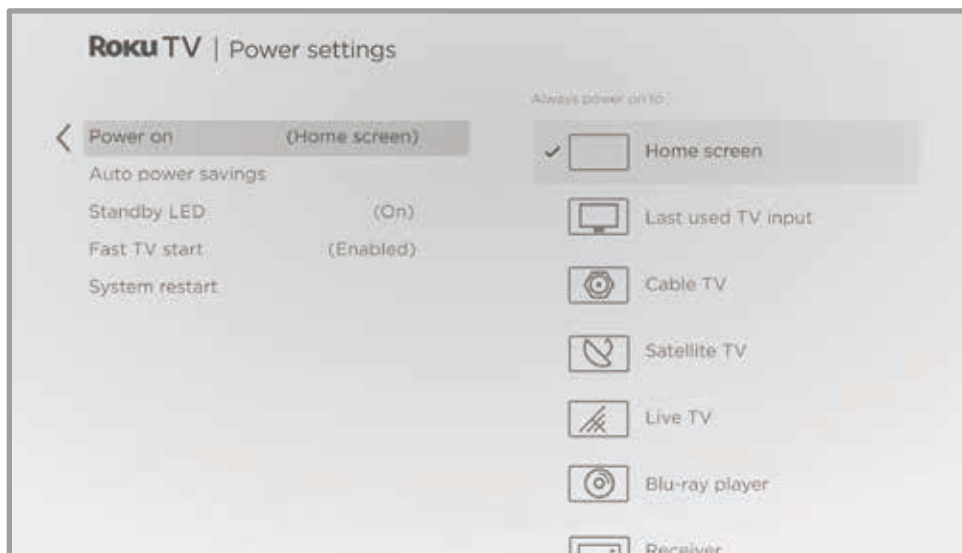 Roku TV | Power settings
Always power on to
Power on (Home screen)
Auto power savings
Standby LED (On)
Fast TV start (Enabled)
System restart
Home screen
Last used TV input
Cable TV
Satellite TV
Live TV
Blu-ray player
Receiver